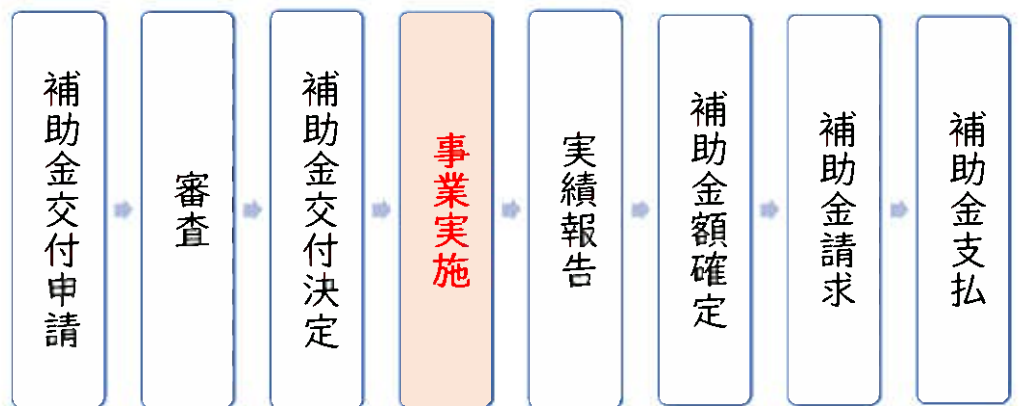 補助金交付申請
審査
補助金交付決定
事業実施
実績報告
補助金額確定
補助金請求
補助金支払